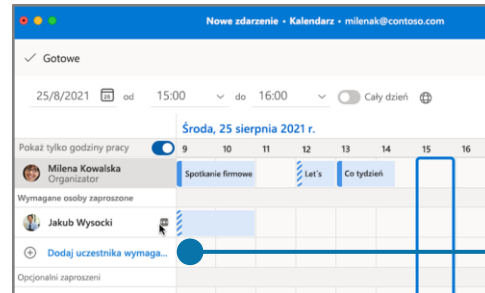 Nowe zdarzenie • Kalendarz • milenak@contoso.com
Gotowe
25/8/2021 od 15:00 do 16:00 Cały dzień
Środa, 25 sierpnia 2021 r.
Pokaż tylko godziny pracy 9 10 11 12 13 14 15 16
Milena Kowalska
Organizator
Spotkanie firmowe Let's Co tydzień
Wymagane osoby zaproszone
Jakub Wysocki
Dodaj uczestnika wymaga...
Opcjonalni zaproszeni